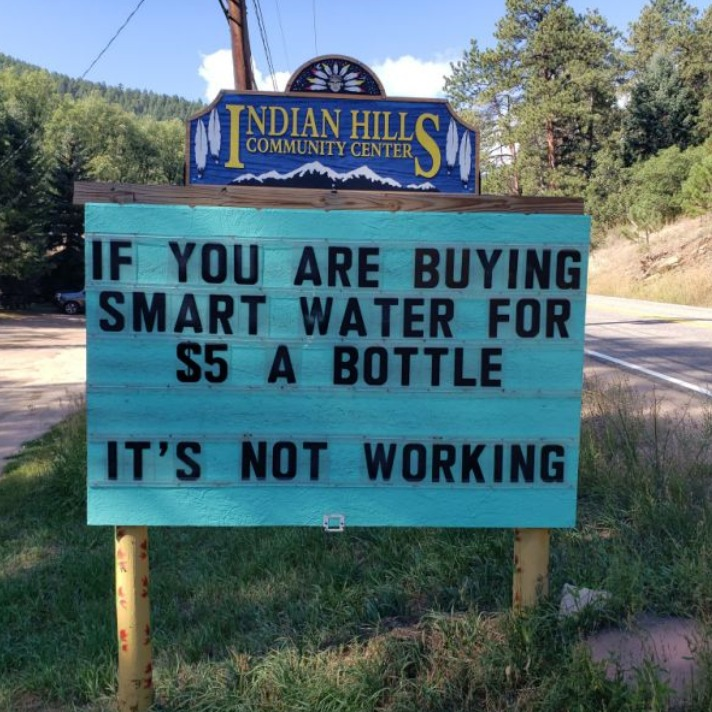 INDIAN HILLS
COMMUNITY CENTER
IF YOU ARE BUYING
SMART WATER FOR
$5 A BOTTLE
IT'S NOT WORKING